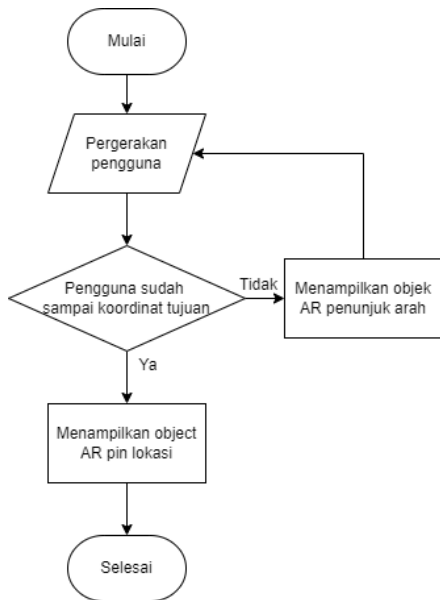 Mulai
Pergerakan
pengguna
Pengguna sudah
sampai koordinat tujuan
Tidak
Menampilkan objek
AR penunjuk arah
Ya
Menampilkan object
AR pin lokasi
Selesai